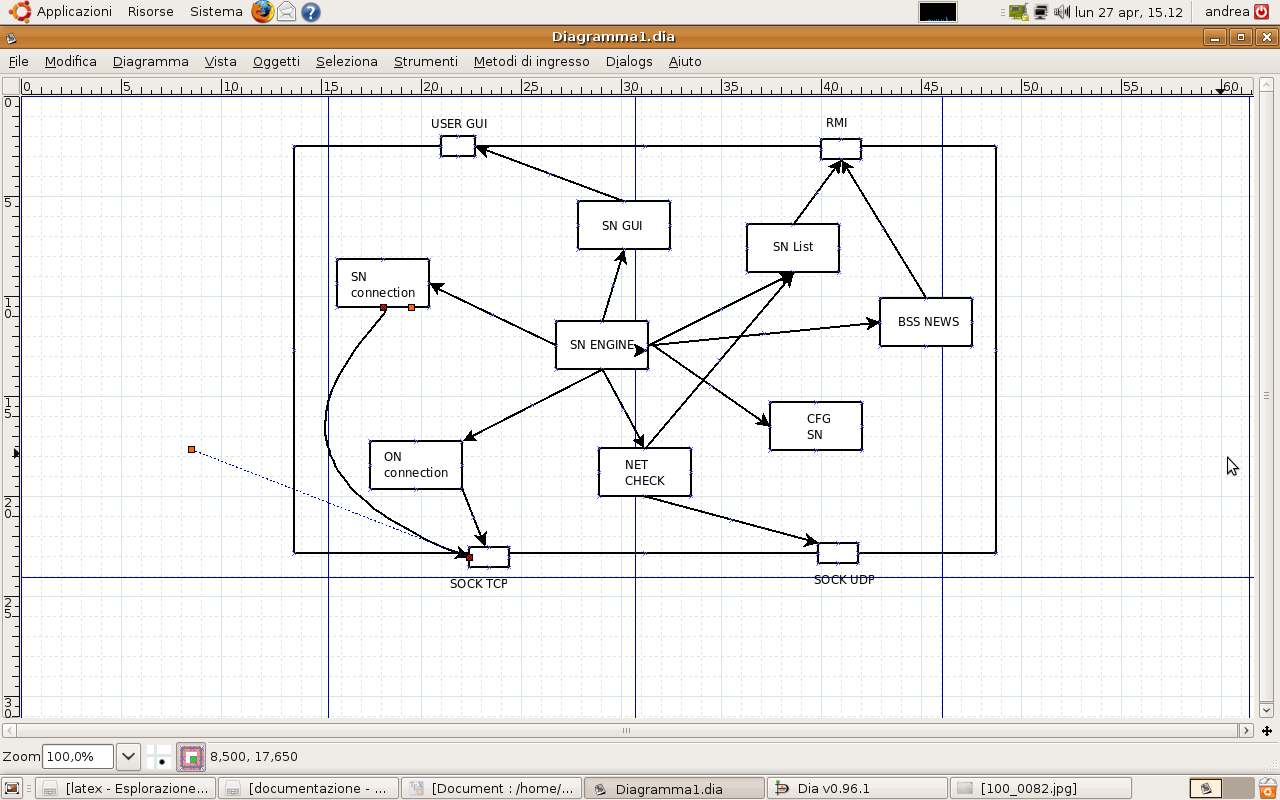 Applicazioni Risorse Sistema lun 27 apr, 15.12 andrea
Diagramma1.dia
File Modifica Diagramma Vista Oggetti Seleziona Strumenti Metodi di ingresso Dialogs Aiuto
0 5 10 15 20 25 30 35 40 45 50 55 60
0
5
10
15
20
25
30
USER GUI
RMI
SN GUI
SN List
SN
connection
BSS NEWS
SN ENGINE
CFG
SN
ON
connection
NET
CHECK
SOCK TCP
SOCK UDP
Zoom 100,0% 8,500, 17,650
[latex - Esplorazione... [documentazione - ... [Document : /home/... Diagramma1.dia Dia v0.96.1 [100_0082.jpg]